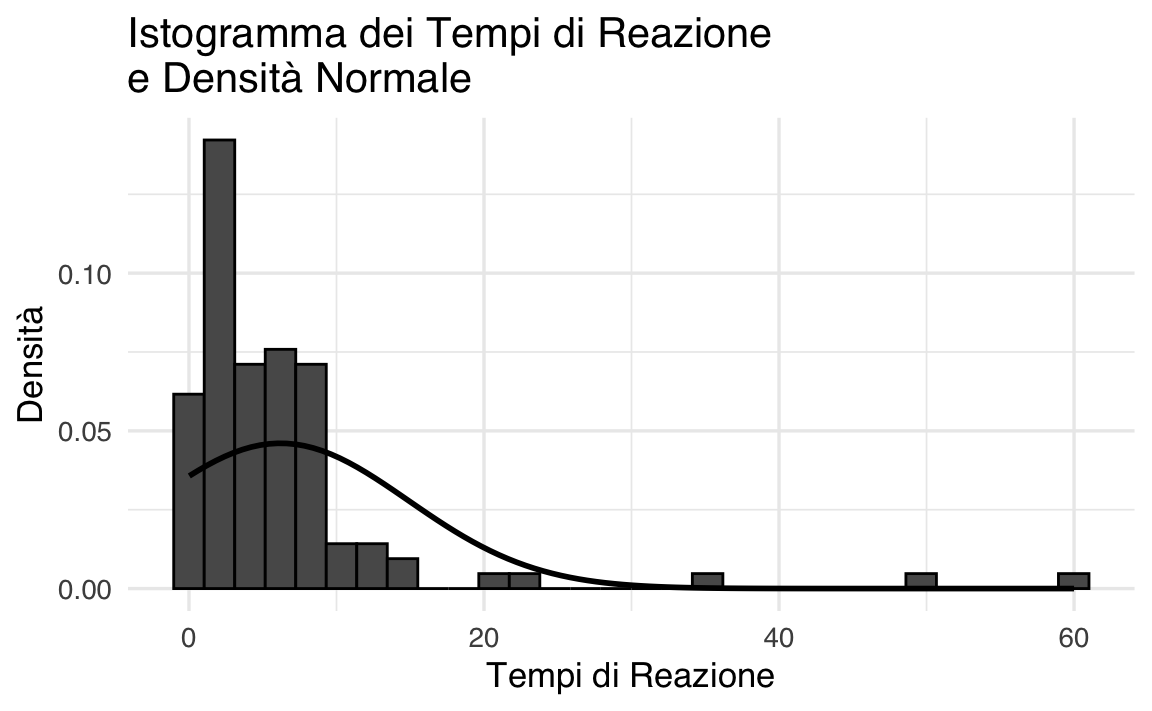 Istogramma dei Tempi di Reazione
e Densità Normale
Densità
0.10
0.05
0.00
0
20
40
60
Tempi di Reazione